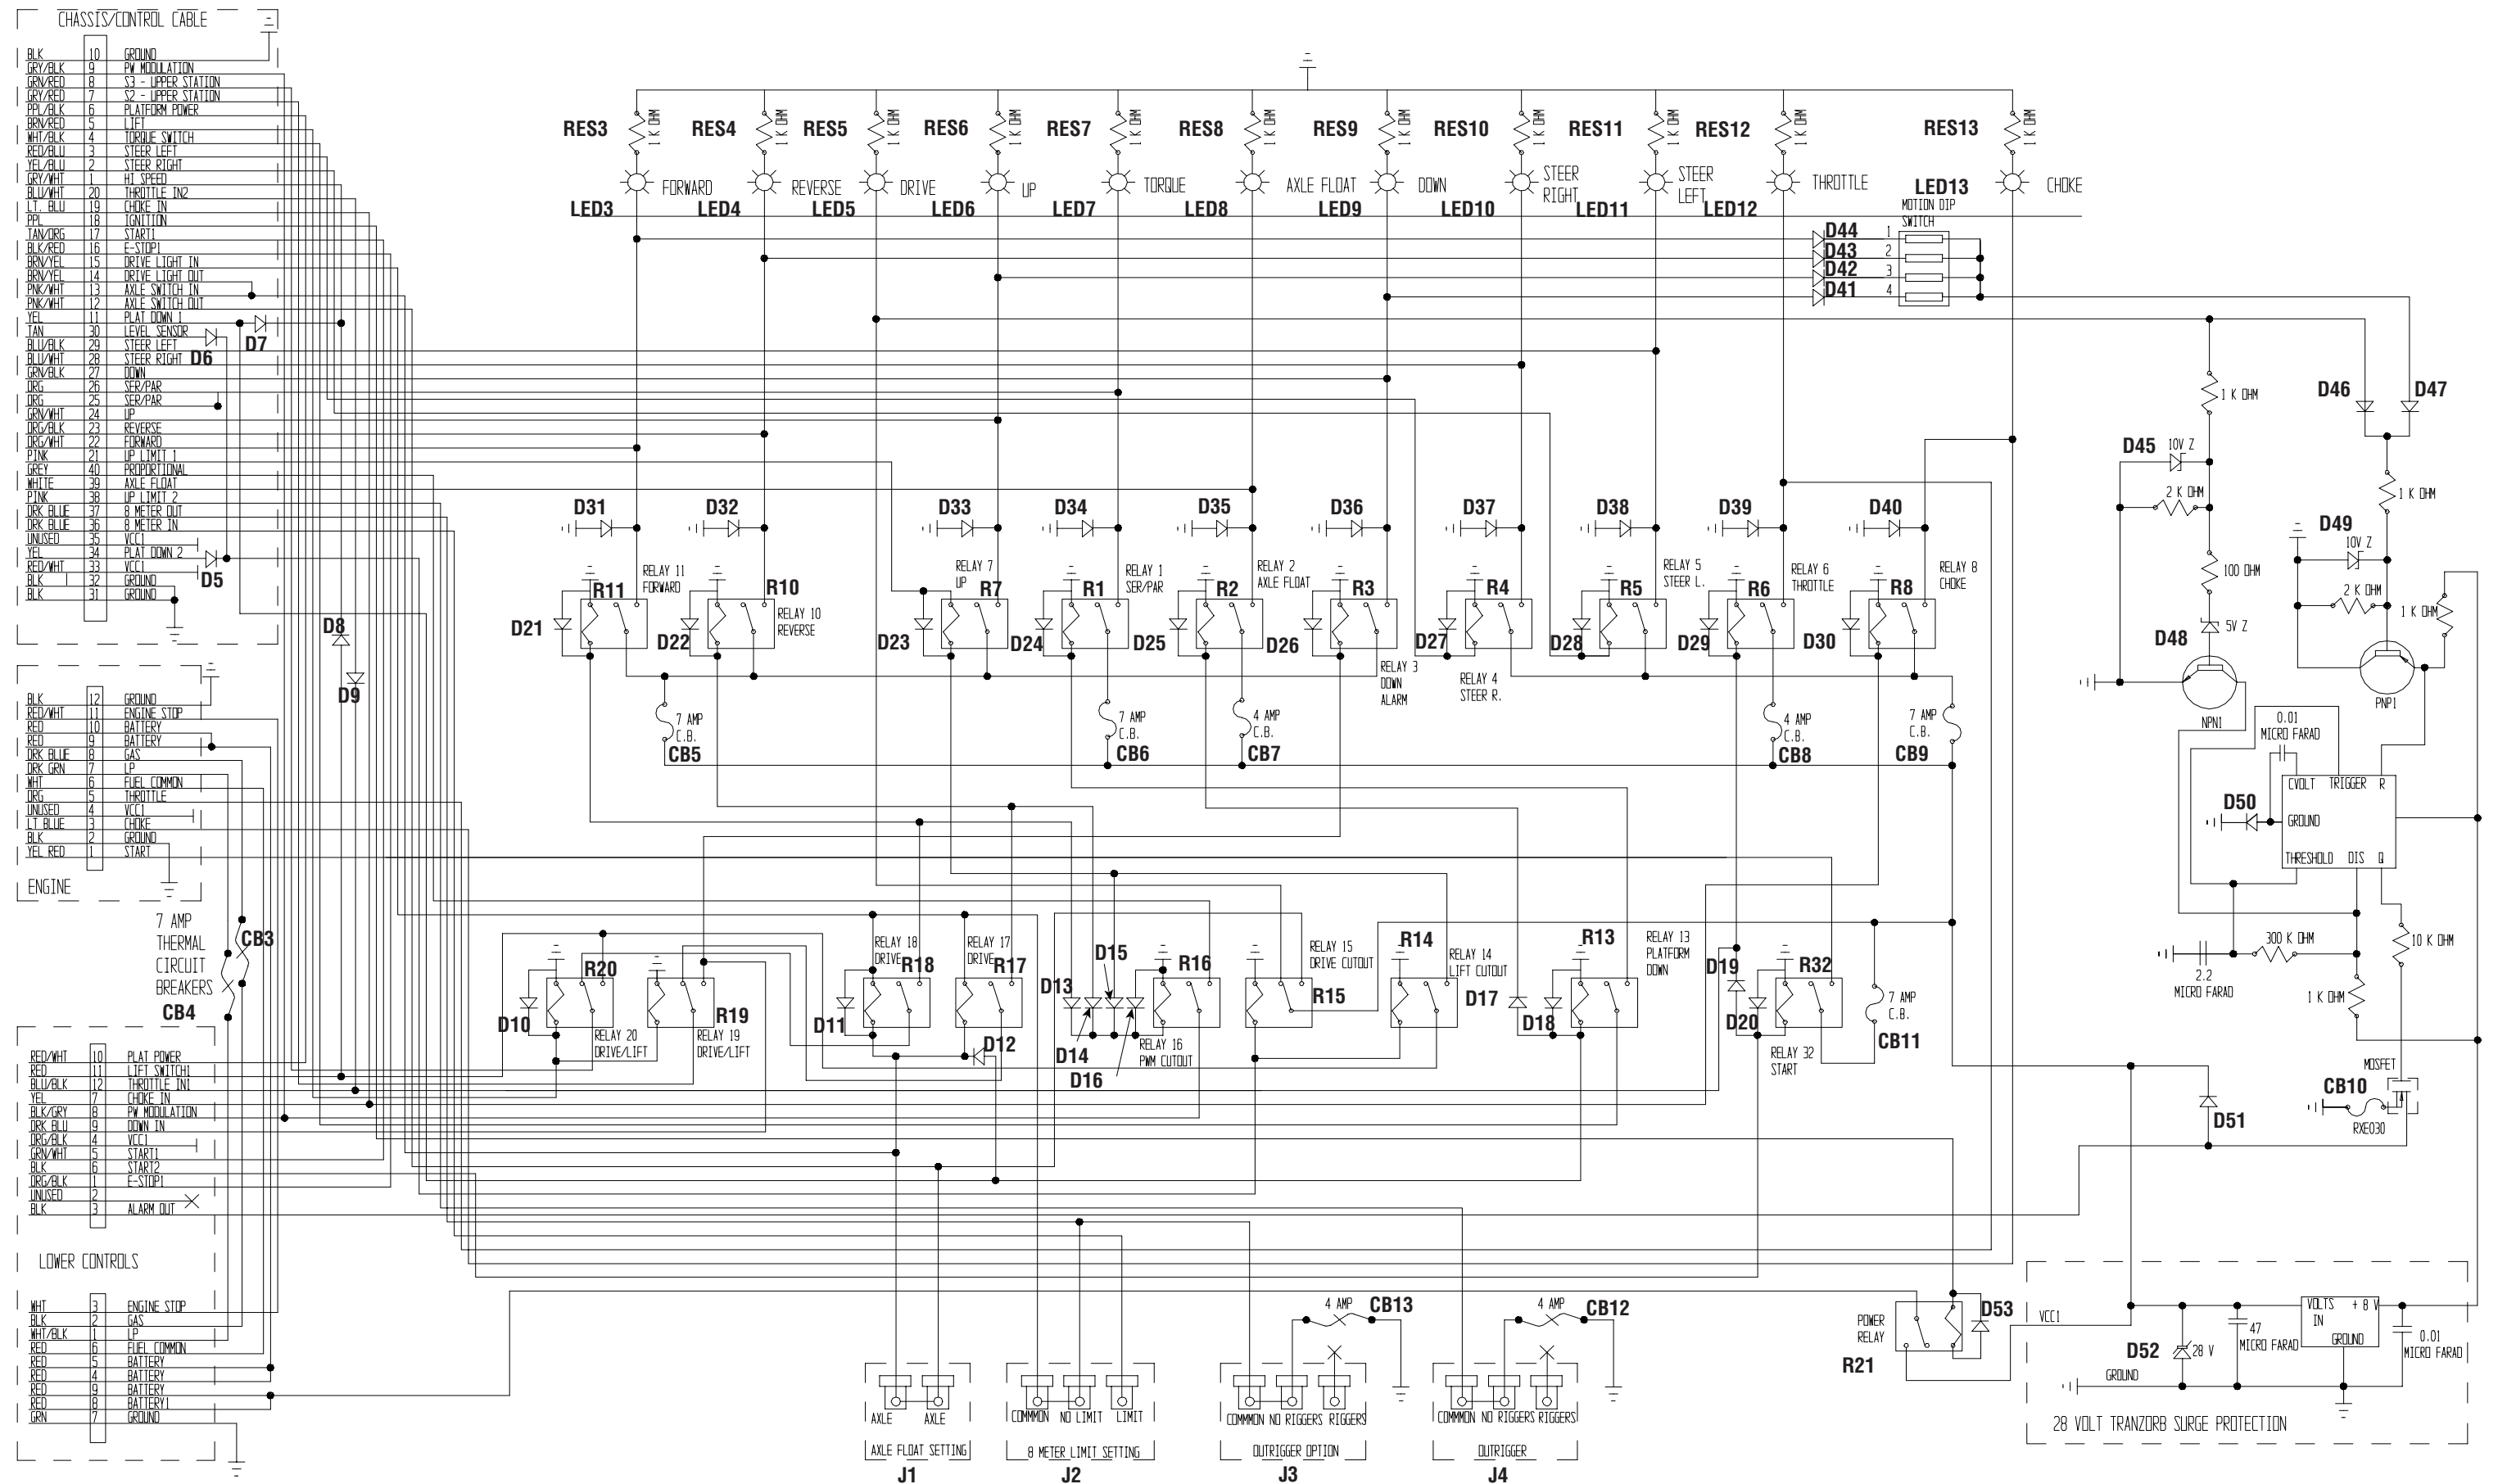 CHASSIS/CONTROL CABLE
BLK 10 GROUND
GRY/BLK 9 PW MODULATION
GRN/RED 8 S3 - UPPER STATION
GRY/RED 7 S2 - UPPER STATION
PPL/BLK 6 PLATFORM POWER
BRN/RED 5 LIFT
WHT/BLK 4 TORQUE SWITCH
RED/BLU 3 STEER LEFT
YEL/BLU 2 STEER RIGHT
GRY/WHT 1 HI SPEED
BLU/WHT 20 THROTTLE IN2
LT. BLU 19 CHOKE IN
PPL 18 IGNITION
TAN/ORG 17 START1
BLK/RED 16 E-STOP1
BRN/YEL 15 DRIVE LIGHT IN
BRN/YEL 14 DRIVE LIGHT OUT
PNK/WHT 13 AXLE SWITCH IN
PNK/WHT 12 AXLE SWITCH OUT
YEL 11 PLAT DOWN 1
TAN 30 LEVEL SENSOR
BLU/BLK 29 STEER LEFT
BLU/WHT 28 STEER RIGHT
GRN/BLK 27 DOWN
ORG 26 SER/PAR
ORG 25 SER/PAR
GRN/WHT 24 UP
ORG/BLK 23 REVERSE
ORG/WHT 22 FORWARD
PINK 21 UP LIMIT 1
GREY 40 PROPORTIONAL
WHITE 39 AXLE FLOAT
PINK 38 UP LIMIT 2
DRK BLUE 37 8 METER OUT
DRK BLUE 36 8 METER IN
UNUSED 35 VCC1
YEL 34 PLAT DOWN 2
RED/WHT 33 VCC1
BLK 32 GROUND
BLK 31 GROUND
D6
D7
D5
D8
D9
BLK 12 GROUND
RED/WHT 11 ENGINE STOP
RED 10 BATTERY
RED 9 BATTERY
DRK BLUE 8 GAS
DRK GRN 7 LP
WHT 6 FUEL COMMON
ORG 5 THROTTLE
UNUSED 4 VCC1
LT BLUE 3 CHOKE
BLK 2 GROUND
YEL RED 1 START
ENGINE
7 AMP
THERMAL
CIRCUIT
BREAKERS
CB3
CB4
RED/WHT 10 PLAT POWER
RED 11 LIFT SWITCH1
BLU/BLK 12 THROTTLE IN1
YEL 7 CHOKE IN
BLK/GRY 8 PW MODULATION
DRK BLU 9 DOWN IN
ORG/BLK 4 VCC1
GRN/WHT 5 START1
BLK 6 START2
ORG/BLK 1 E-STOP1
UNUSED 2
BLK 3 ALARM OUT
LOWER CONTROLS
WHT 3 ENGINE STOP
BLK 2 GAS
WHT/BLK 1 LP
RED 6 FUEL COMMON
RED 5 BATTERY
RED 4 BATTERY
RED 9 BATTERY
RED 8 BATTERY1
GRN 7 GROUND
RES3 1 K OHM
RES4 1 K OHM
RES5 1 K OHM
RES6 1 K OHM
RES7 1 K OHM
RES8 1 K OHM
RES9 1 K OHM
RES10 1 K OHM
RES11 1 K OHM
RES12 1 K OHM
RES13 1 K OHM
FORWARD
REVERSE
DRIVE
UP
TORQUE
AXLE FLOAT
DOWN
STEER
RIGHT
STEER
LEFT
THROTTLE
CHOKE
LED3
LED4
LED5
LED6
LED7
LED8
LED9
LED10
LED11
LED12
LED13
MOTION DIP
SWITCH
D44 1
D43 2
D42 3
D41 4
D31
D32
D33
D34
D35
D36
D37
D38
D39
D40
R11
RELAY 11
FORWARD
R10
RELAY 10
REVERSE
RELAY 7
UP
R7
R1
RELAY 1
SER/PAR
R2
RELAY 2
AXLE FLOAT
R3
RELAY 3
DOWN
ALARM
R4
RELAY 4
STEER R.
R5
RELAY 5
STEER L.
R6
RELAY 6
THROTTLE
R8
RELAY 8
CHOKE
D21
D22
D23
D24
D25
D26
D27
D28
D29
D30
7 AMP
C.B.
CB5
7 AMP
C.B.
CB6
4 AMP
C.B.
CB7
4 AMP
C.B.
CB8
7 AMP
C.B.
CB9
D46
D47
1 K OHM
D45
10V Z
2 K OHM
1 K OHM
D49
10V Z
100 OHM
2 K OHM
1 K OHM
D48
5V Z
NPN1
PNP1
0.01
MICRO FARAD
CVOLT TRIGGER R
D50
GROUND
THRESHOLD DIS Q
300 K OHM
10 K OHM
2.2
MICRO FARAD
1 K OHM
MOSFET
CB10
RXE030
D51
D10
R20
RELAY 20
DRIVE/LIFT
R19
RELAY 19
DRIVE/LIFT
RELAY 18
DRIVE
R18
D11
RELAY 17
DRIVE
R17
D12
D13
D14
D15
D16
R16
RELAY 16
PWM CUTOUT
RELAY 15
DRIVE CUTOUT
R15
R14
RELAY 14
LIFT CUTOUT
D17
D18
R13
RELAY 13
PLATFORM
DOWN
D19
D20
R32
RELAY 32
START
7 AMP
C.B.
CB11
AXLE AXLE
AXLE FLOAT SETTING
J1
COMMMON NO LIMIT LIMIT
8 METER LIMIT SETTING
J2
4 AMP
CB13
COMMMON NO RIGGERS RIGGERS
OUTRIGGER OPTION
J3
4 AMP
CB12
COMMMON NO RIGGERS RIGGERS
OUTRIGGER
J4
POWER
RELAY
R21
D53
VCC1
D52
28 V
47
MICRO FARAD
VOLTS
IN
+ 8 V
GROUND
0.01
MICRO FARAD
GROUND
28 VOLT TRANZORB SURGE PROTECTION